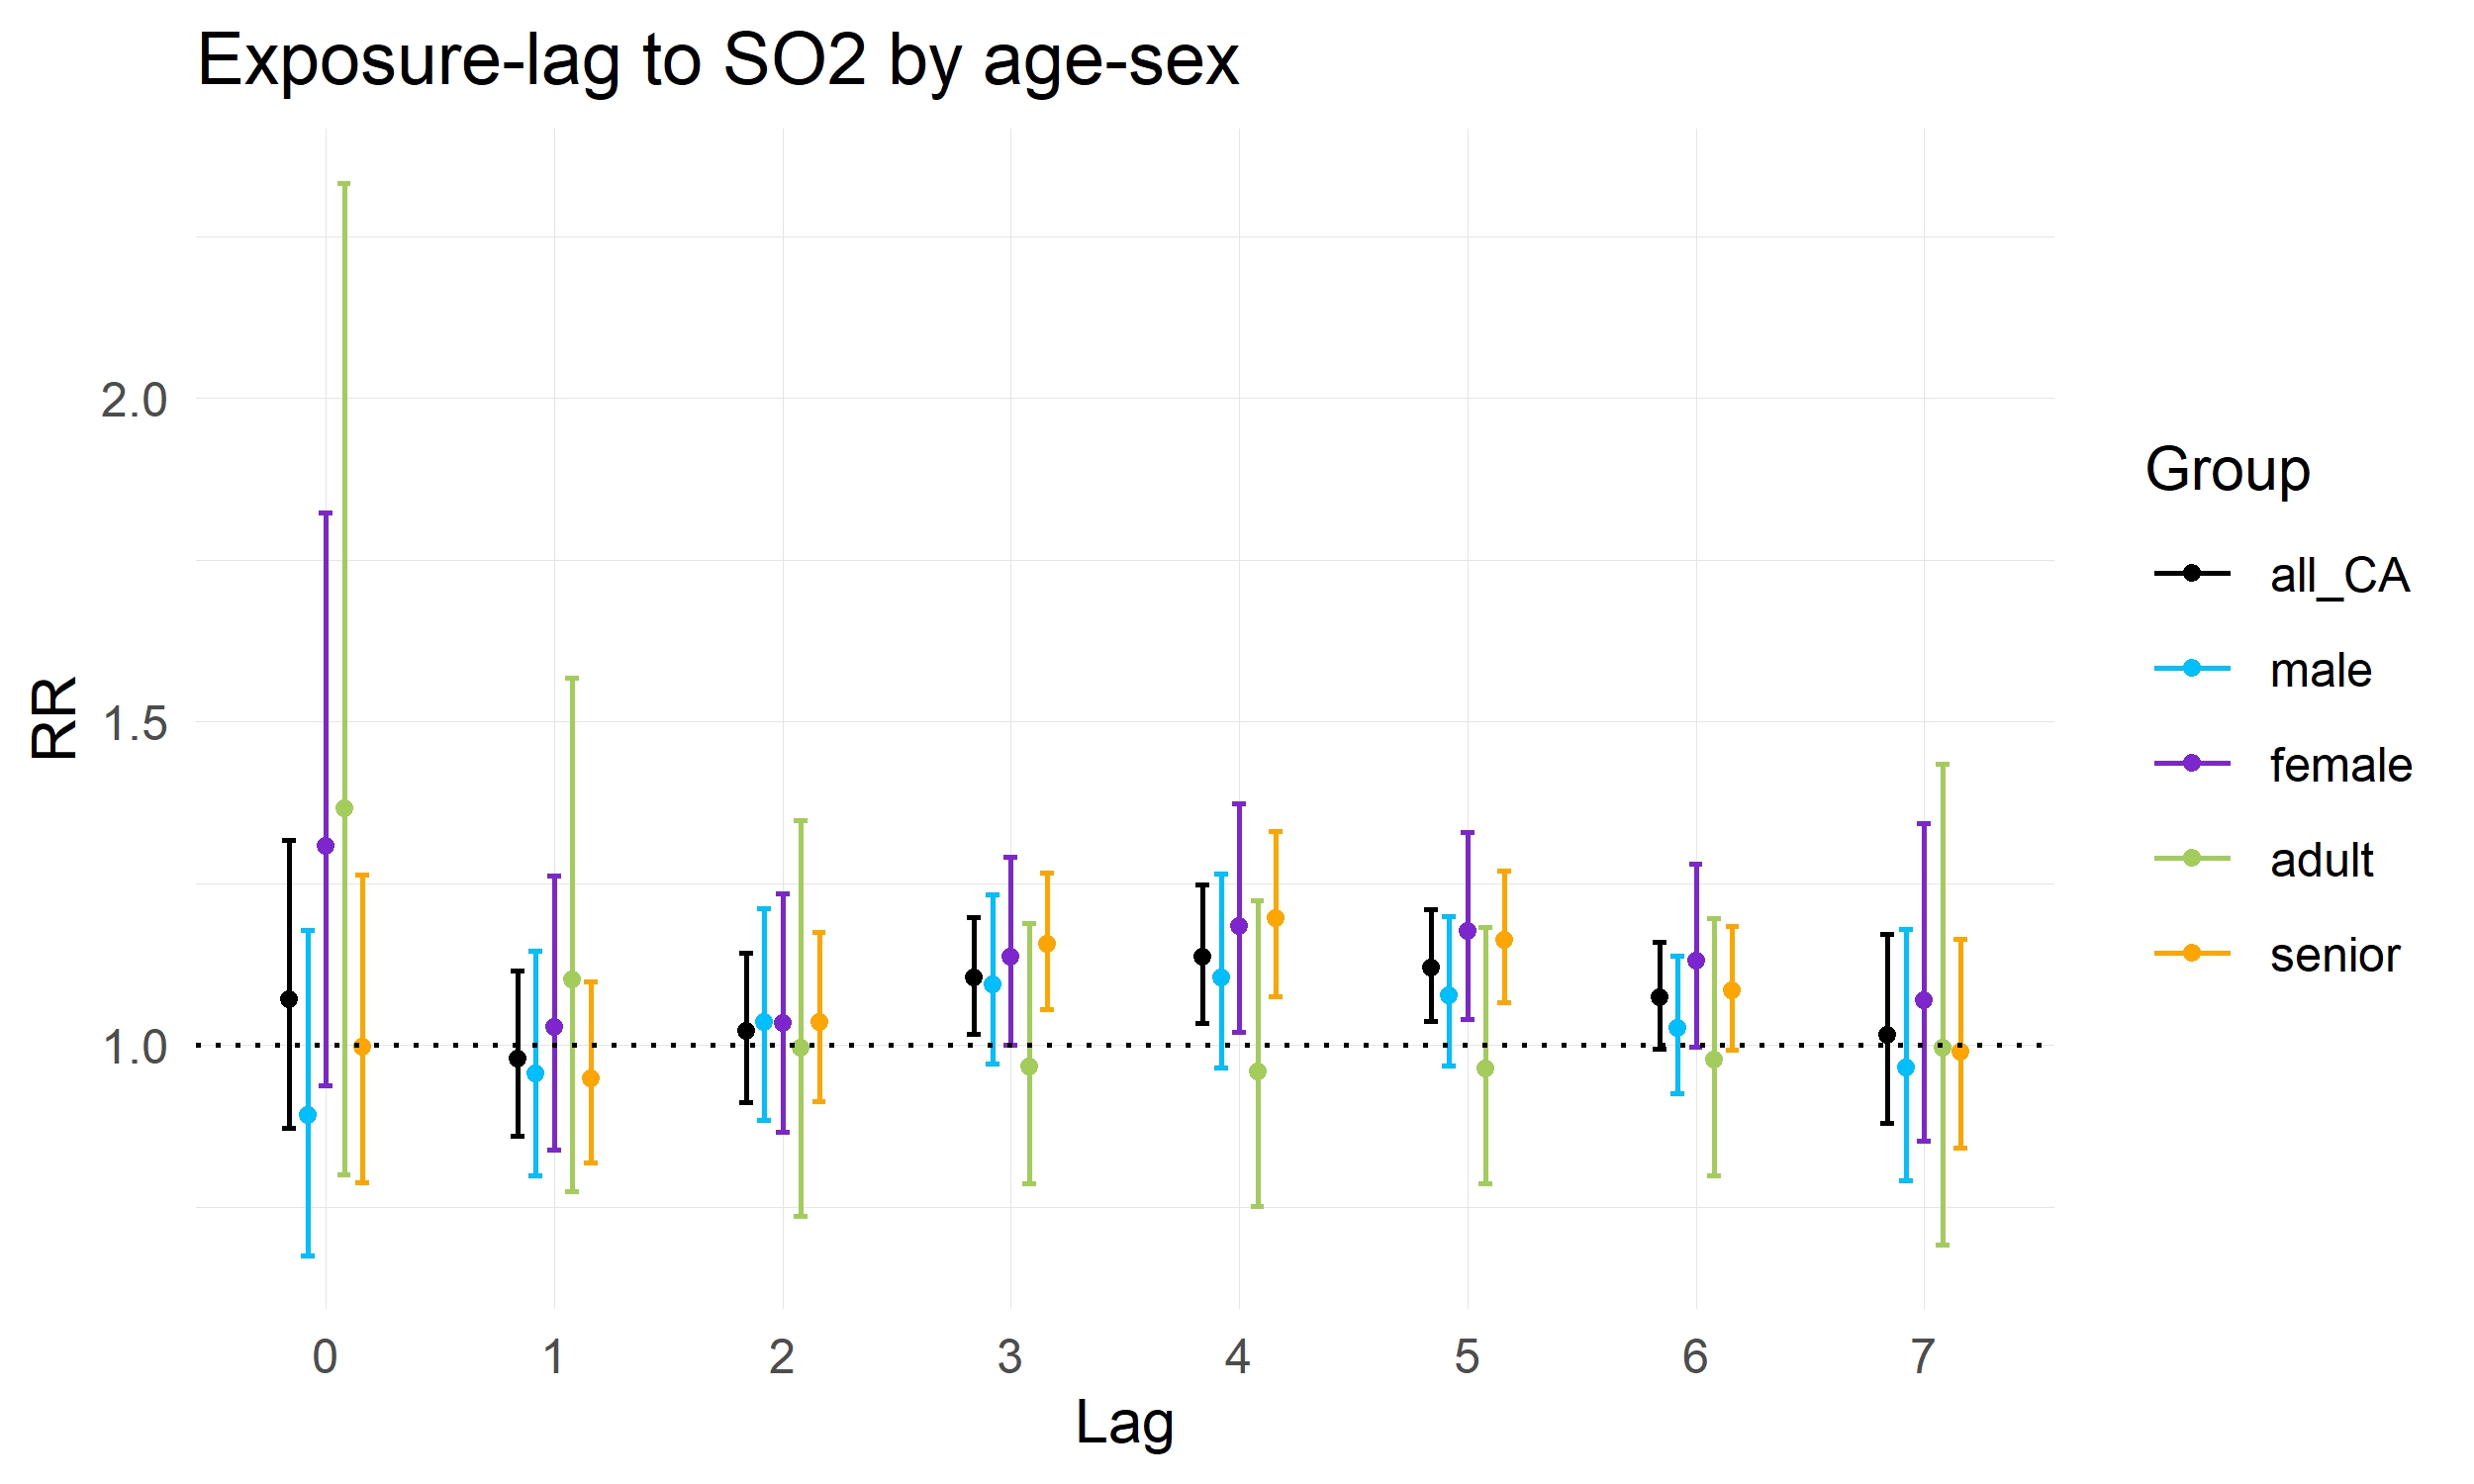 Exposure-lag to SO2 by age-sex
RR
2.0
1.5
1.0
0 1 2 3 4 5 6 7
Lag
Group
all_CA
male
female
adult
senior